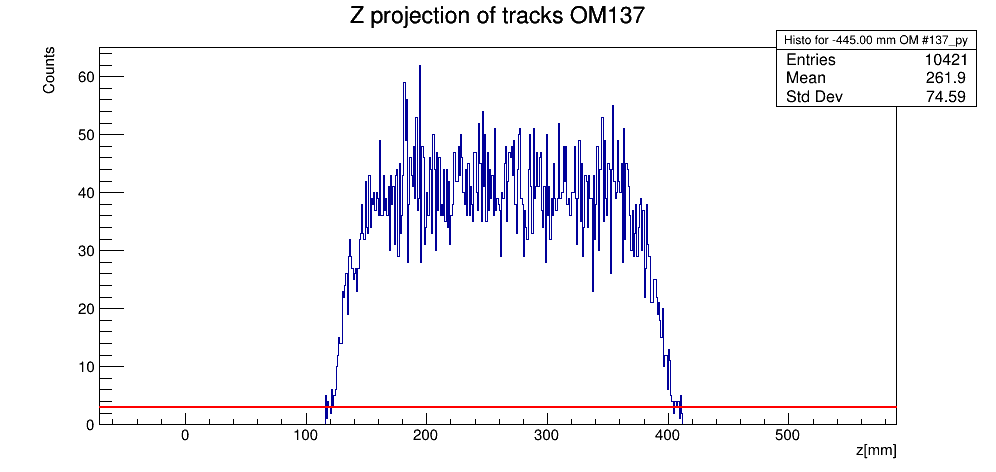 Z projection of tracks OM137
Histo for -445.00 mm OM #137_py
Entries 10421
Mean 261.9
Std Dev 74.59
Counts
60
50
40
30
20
10
0
0 100 200 300 400 500
z[mm]